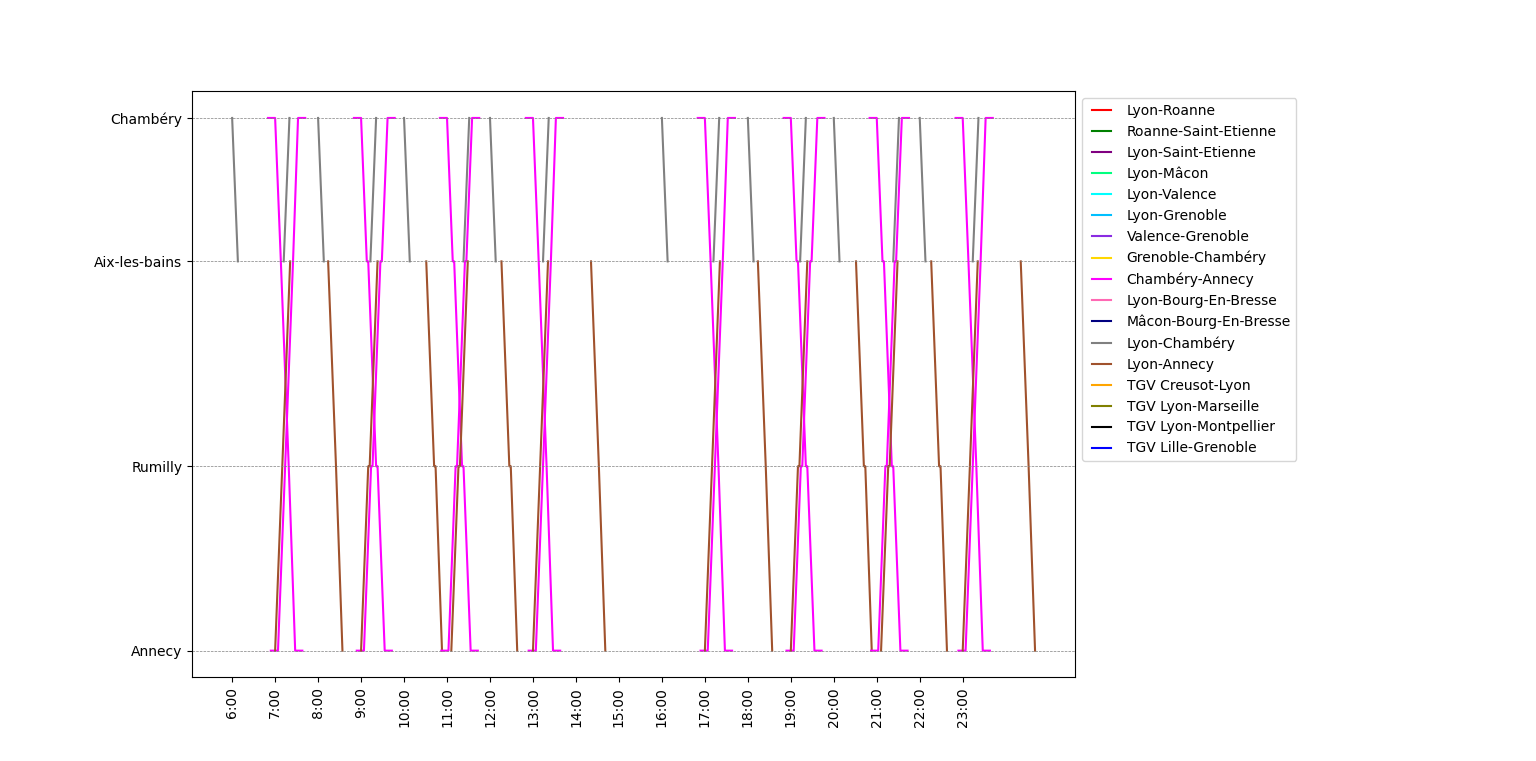 Chambéry
Aix-les-bains
Rumilly
Annecy
6:00
7:00
8:00
9:00
10:00
11:00
12:00
13:00
14:00
15:00
16:00
17:00
18:00
19:00
20:00
21:00
22:00
23:00
Lyon-Roanne
Roanne-Saint-Etienne
Lyon-Saint-Etienne
Lyon-Mâcon
Lyon-Valence
Lyon-Grenoble
Valence-Grenoble
Grenoble-Chambéry
Chambéry-Annecy
Lyon-Bourg-En-Bresse
Mâcon-Bourg-En-Bresse
Lyon-Chambéry
Lyon-Annecy
TGV Creusot-Lyon
TGV Lyon-Marseille
TGV Lyon-Montpellier
TGV Lille-Grenoble